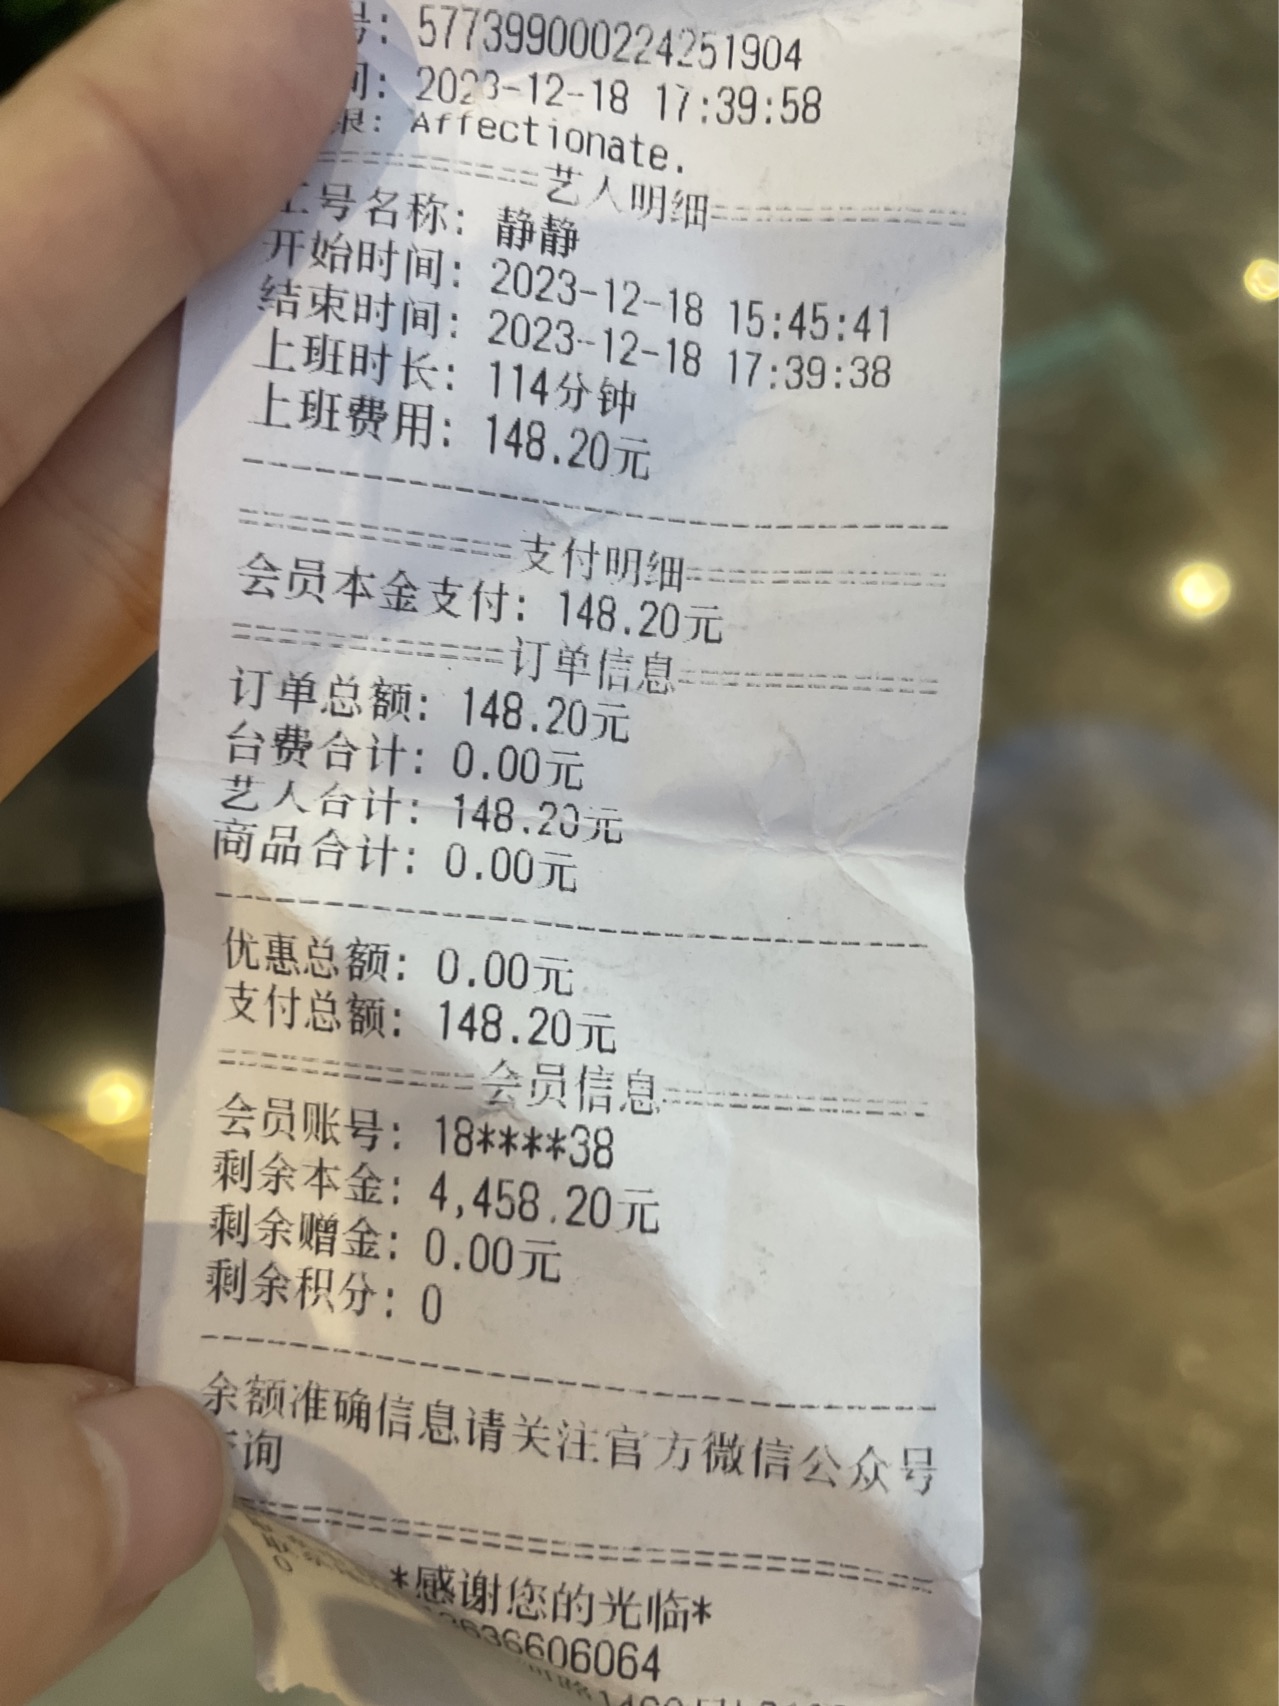 号: 577399000224251904
间: 2023-12-18 17:39:58
限: Affectionate.
============艺人明细============
工号名称: 静静
开始时间: 2023-12-18 15:45:41
结束时间: 2023-12-18 17:39:38
上班时长: 114分钟
上班费用: 148.20元
--------------------------------
============支付明细============
会员本金支付: 148.20元
============订单信息============
订单总额: 148.20元
台费合计: 0.00元
艺人合计: 148.20元
商品合计: 0.00元
--------------------------------
优惠总额: 0.00元
支付总额: 148.20元
============会员信息============
会员账号: 18****38
剩余本金: 4,458.20元
剩余赠金: 0.00元
剩余积分: 0
--------------------------------
余额准确信息请关注官方微信公众号
查询
================================
*感谢您的光临*
3636606064